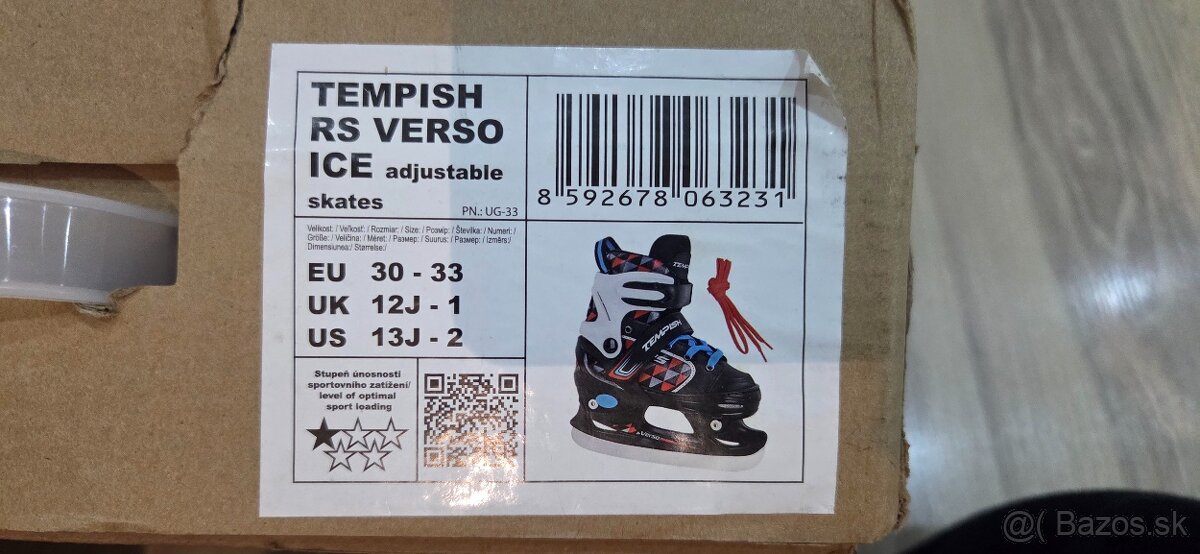 TEMPISH
RS VERSO
ICE adjustable
skates
PN.: UG-33
8 592678 063231
Velikost: / Veľkosť: / Rozmiar: / Size: / Розмір: / Številka: / Numeri: /
Größe: / Veličina: / Méret: / Размер: / Suurus: / Размер: / Izmērs:/
Dimensiunea:/ Størrelse:/
EU 30 - 33
UK 12J - 1
US 13J - 2
Stupeň únosnosti
sportovního zatížení/
level of optimal
sport loading
TEMPISH
VERSO
@( Bazos.sk